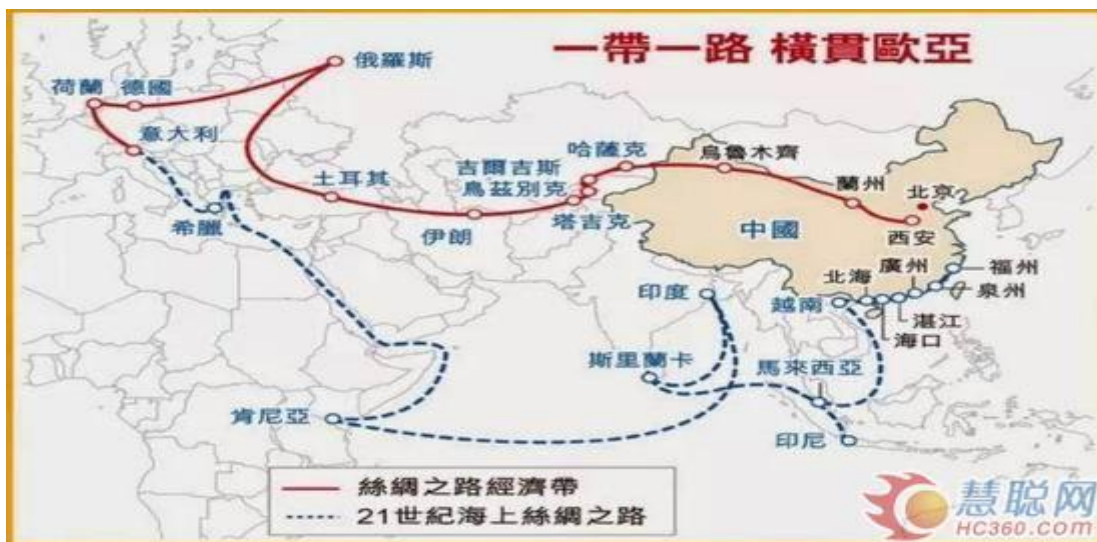 一帶一路 橫貫歐亞
俄羅斯
荷蘭
德國
意大利
希臘
土耳其
伊朗
吉爾吉斯
烏茲別克
塔吉克
哈薩克
烏魯木齊
蘭州
北京
西安
中國
北海
廣州
福州
泉州
湛江
海口
越南
印度
斯里蘭卡
馬來西亞
印尼
肯尼亞
絲綢之路經濟帶
21世紀海上絲綢之路
慧聪网
HC360.com